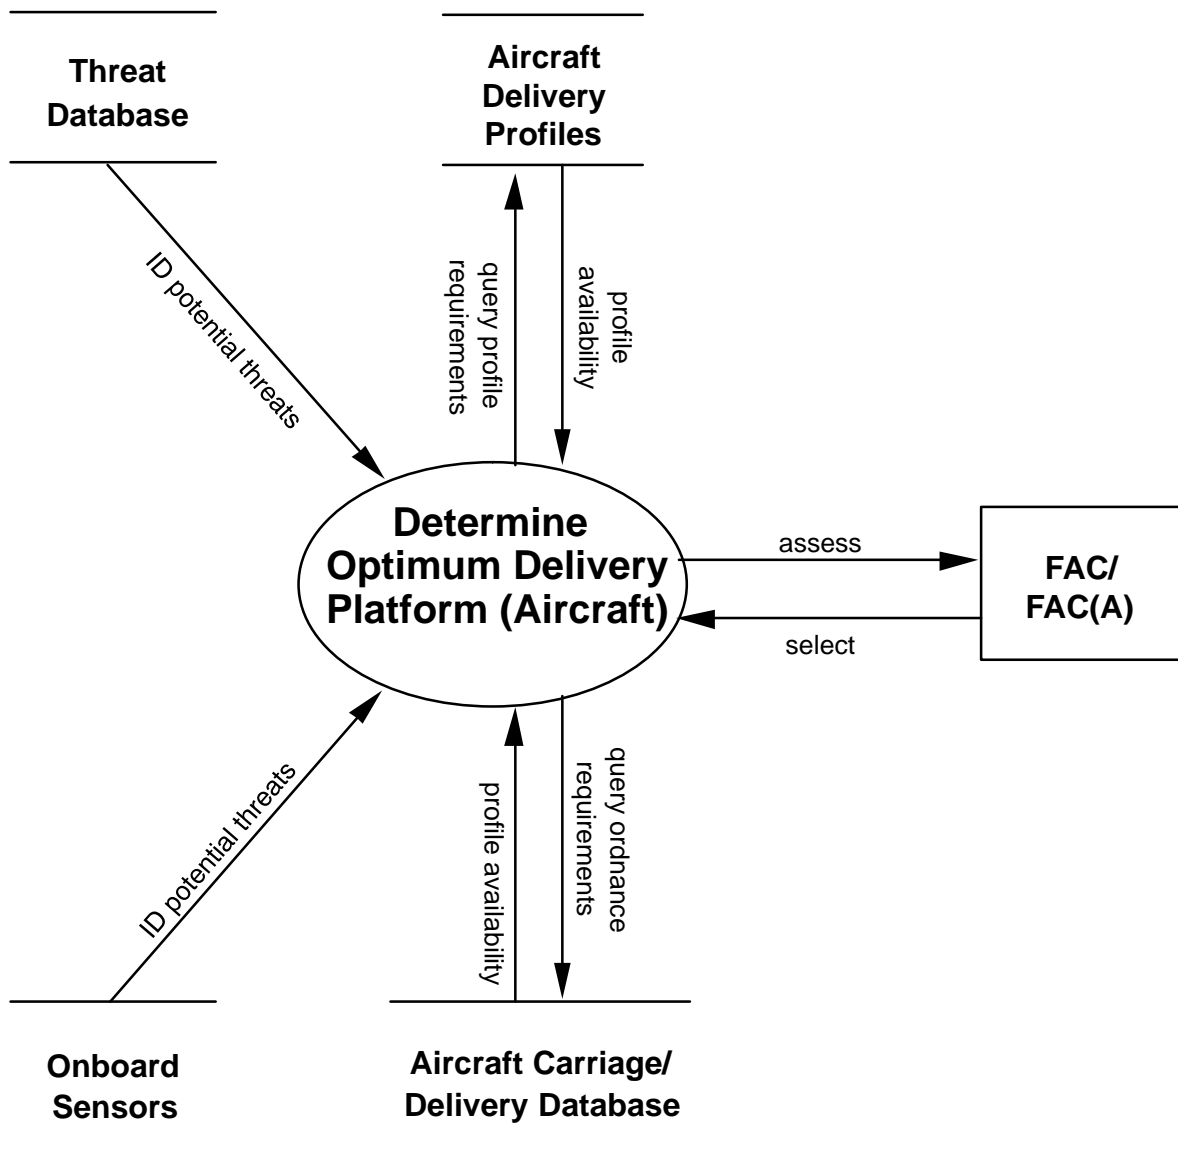 Threat
Database
Aircraft
Delivery
Profiles
ID potential threats
query profile
requirements
profile
availability
Determine
Optimum Delivery
Platform (Aircraft)
assess
select
FAC/
FAC(A)
ID potential threats
profile availability
query ordnance
requirements
Onboard
Sensors
Aircraft Carriage/
Delivery Database